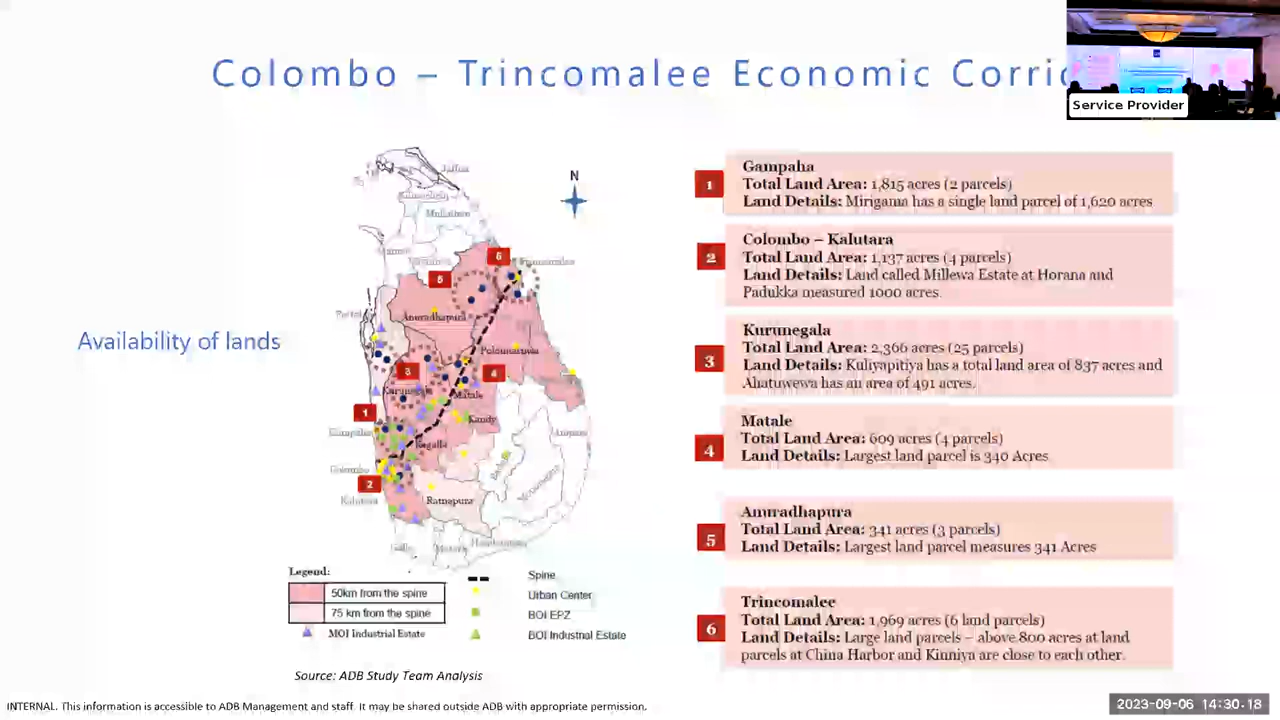 Colombo – Trincomalee Economic
Service Provider
Availability of lands
N
Jaffna
Anuradhapura
Polonnaruwa
Kurunegala
Matale
Kandy
Gampaha
Kegalla
Colombo
Kalutara
Ratnapura
Galle
6
5
3
4
1
2
Legend:
50km from the spine
75 km from the spine
MOI Industrial Estate
Spine
Urban Center
BOI EPZ
BOI Industrial Estate
Source: ADB Study Team Analysis
1
Gampaha
Total Land Area: 1,815 acres (2 parcels)
Land Details: Mirigama has a single land parcel of 1,620 acres
2
Colombo – Kalutara
Total Land Area: 1,137 acres (4 parcels)
Land Details: Land called Millewa Estate at Horana and
Padukka measured 1000 acres.
3
Kurunegala
Total Land Area: 2,366 acres (25 parcels)
Land Details: Kuliyapitiya has a total land area of 837 acres and
Ahatuwewa has an area of 491 acres.
4
Matale
Total Land Area: 609 acres (4 parcels)
Land Details: Largest land parcel is 340 Acres
5
Anuradhapura
Total Land Area: 341 acres (3 parcels)
Land Details: Largest land parcel measures 341 Acres
6
Trincomalee
Total Land Area: 1,969 acres (6 land parcels)
Land Details: Large land parcels – above 800 acres at land
parcels at China Harbor and Kinniya are close to each other.
INTERNAL. This information is accessible to ADB Management and staff. It may be shared outside ADB with appropriate permission.
2023-09-06 14:30:18